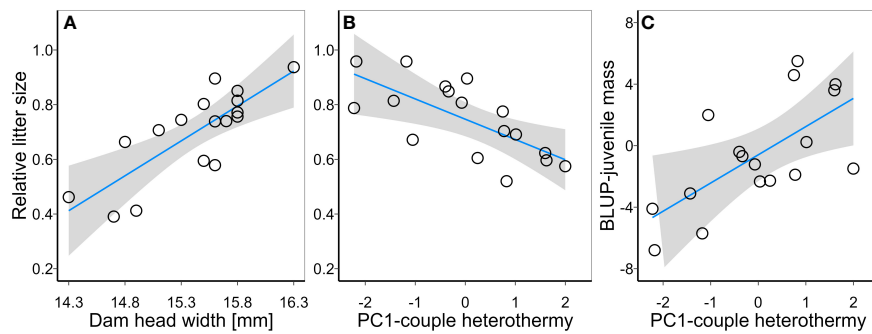 A
Relative litter size
1.0
0.8
0.6
0.4
0.2
14.3 14.8 15.3 15.8 16.3
Dam head width [mm]
B
1.0
0.8
0.6
0.4
0.2
-2 -1 0 1 2
PC1-couple heterothermy
C
BLUP-juvenile mass
8
4
0
-4
-8
-2 -1 0 1 2
PC1-couple heterothermy